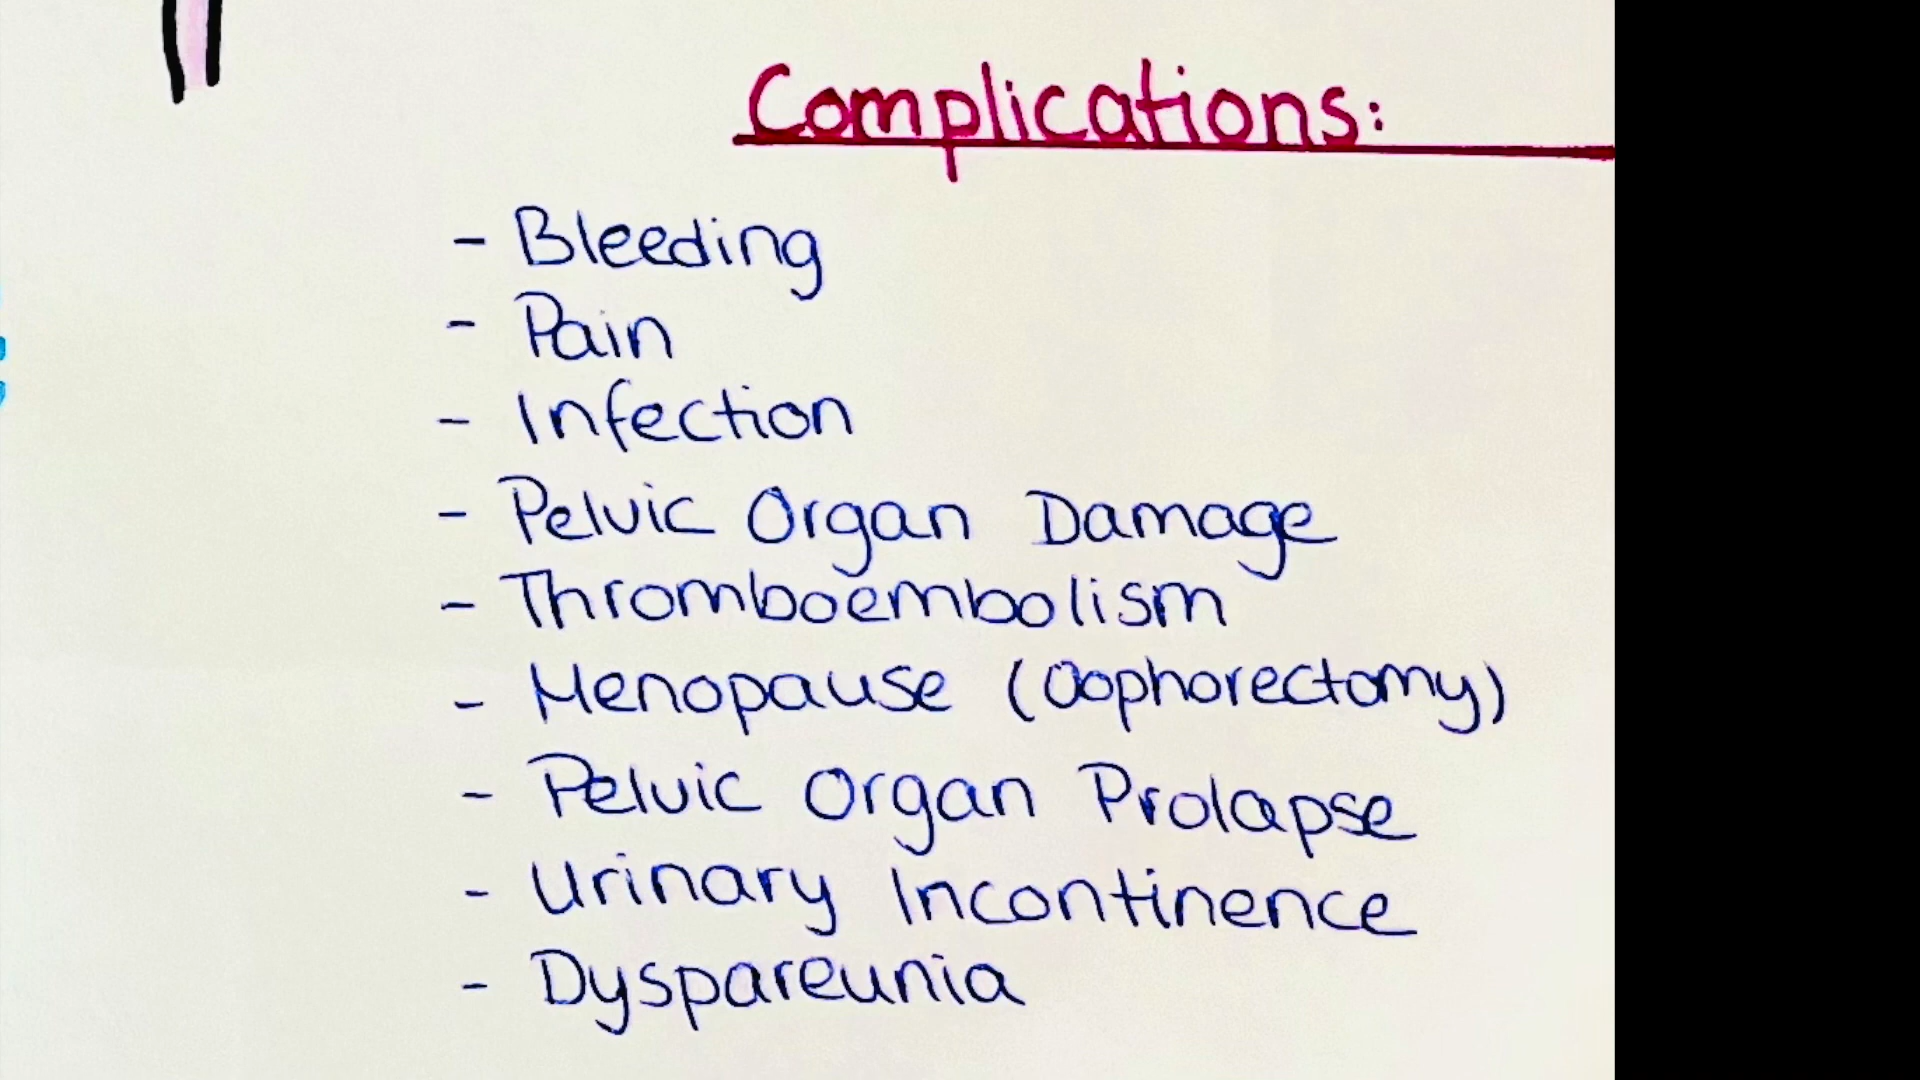 Complications:
- Bleeding
- Pain
- Infection
- Pelvic Organ Damage
- Thromboembolism
- Menopause (Oophorectomy)
- Pelvic Organ Prolapse
- Urinary Incontinence
- Dyspareunia